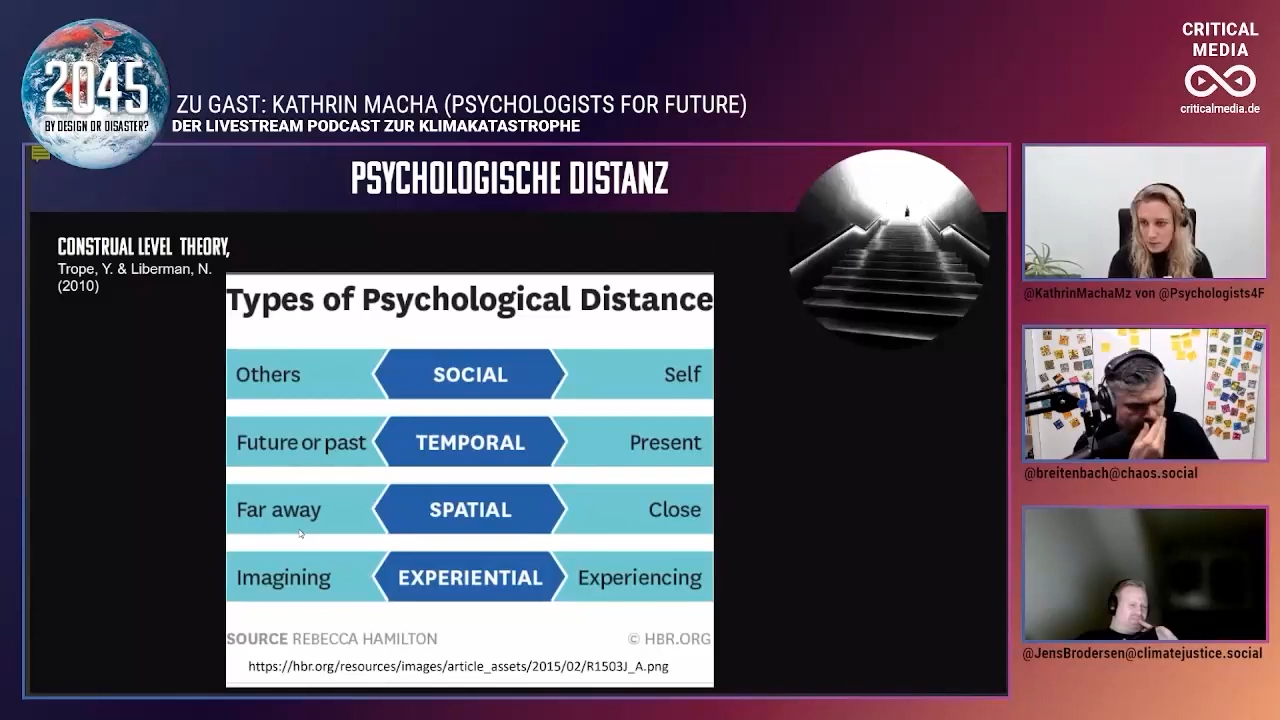 2045
BY DESIGN OR DISASTER?
ZU GAST: KATHRIN MACHA (PSYCHOLOGISTS FOR FUTURE)
DER LIVESTREAM PODCAST ZUR KLIMAKATASTROPHE
CRITICAL
MEDIA
criticalmedia.de
PSYCHOLOGISCHE DISTANZ
CONSTRUAL LEVEL THEORY,
Trope, Y. & Liberman, N.
(2010)
Types of Psychological Distance
Others SOCIAL Self
Future or past TEMPORAL Present
Far away SPATIAL Close
Imagining EXPERIENTIAL Experiencing
SOURCE REBECCA HAMILTON © HBR.ORG
https://hbr.org/resources/images/article_assets/2015/02/R1503J_A.png
@KathrinMachaMz von @Psychologists4F
@breitenbach@chaos.social
@JensBrodersen@climatejustice.social